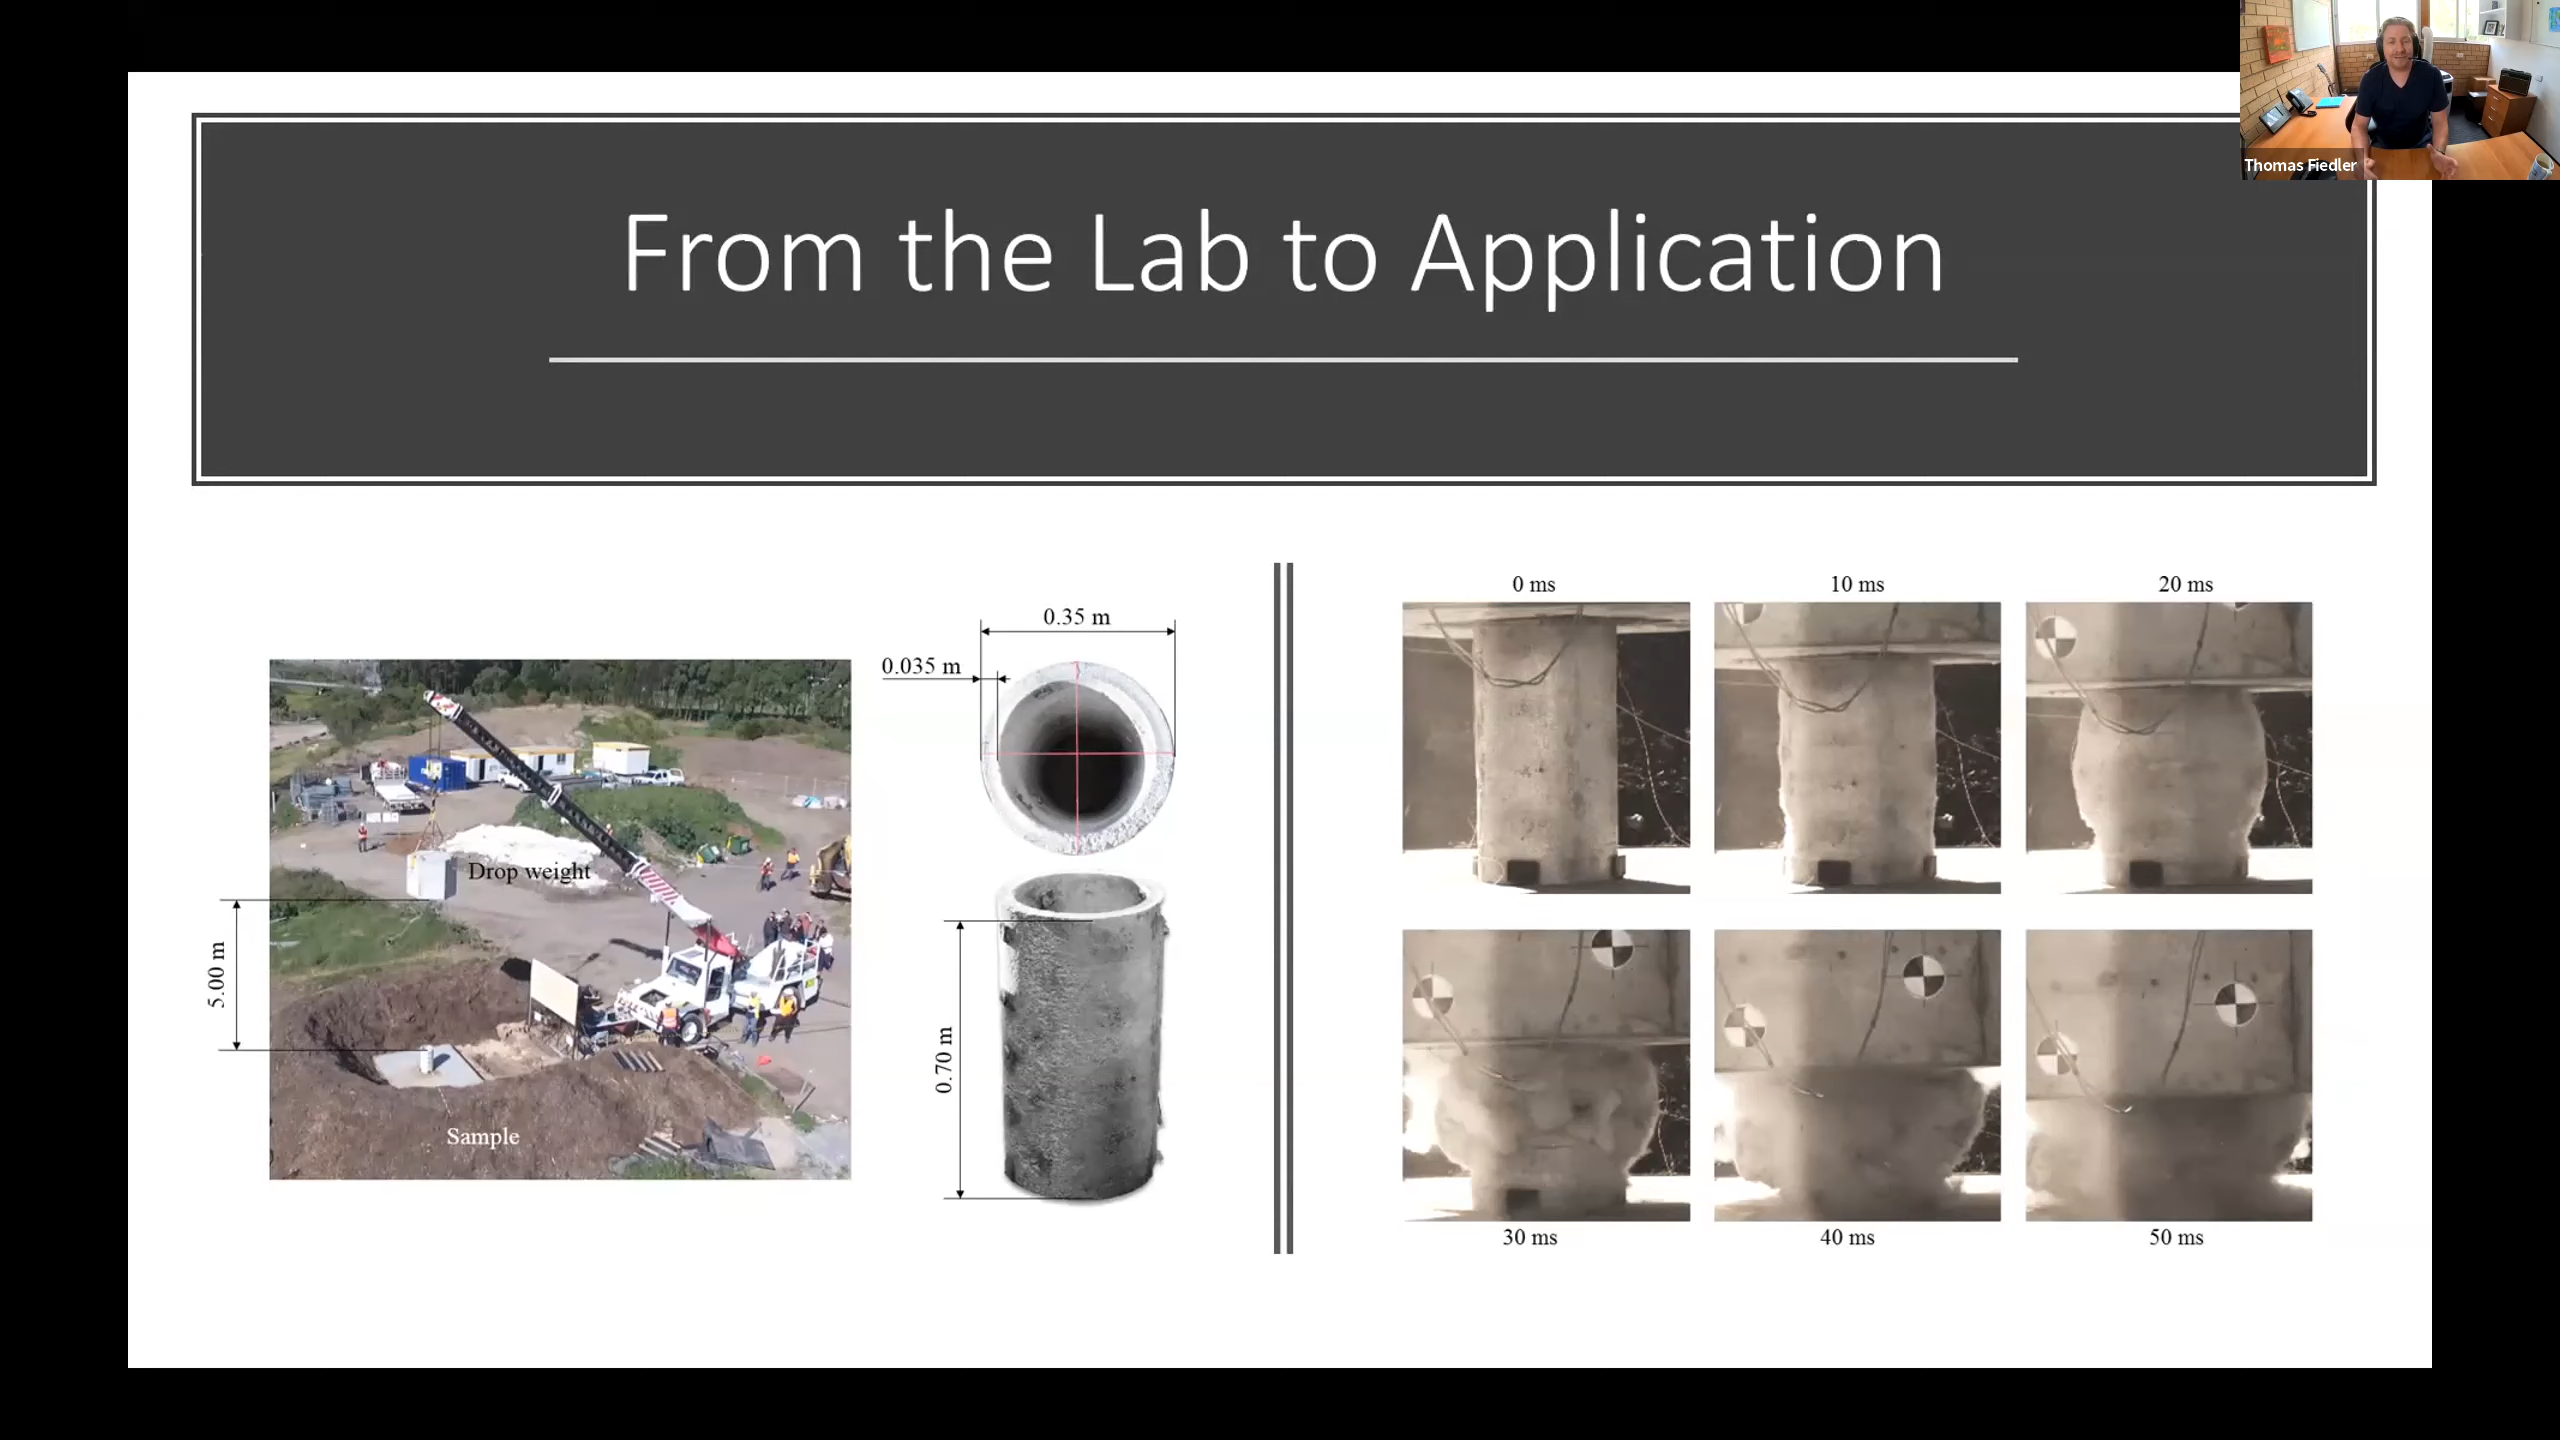 Thomas Fiedler
From the Lab to Application
Drop weight
5.00 m
Sample
0.35 m
0.035 m
0.70 m
0 ms
10 ms
20 ms
30 ms
40 ms
50 ms